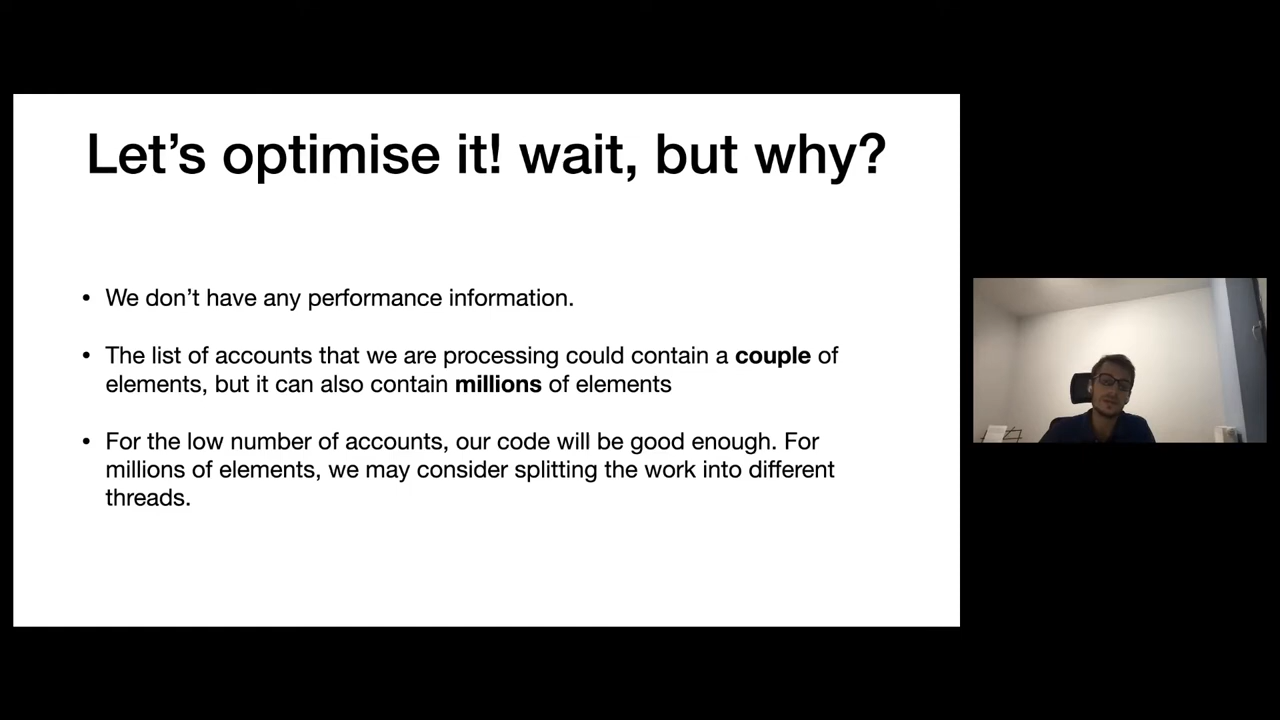 Let’s optimise it! wait, but why?
• We don’t have any performance information.
• The list of accounts that we are processing could contain a couple of
elements, but it can also contain millions of elements
• For the low number of accounts, our code will be good enough. For
millions of elements, we may consider splitting the work into different
threads.